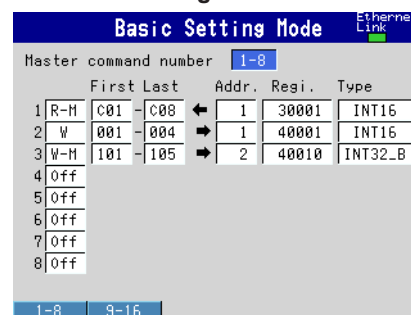 Basic Setting Mode Etherne
Link
Master command number 1-8
First Last Addr. Regi. Type
1 R-M C01 - C08 ← 1 30001 INT16
2 W 001 - 004 → 1 40001 INT16
3 W-M 101 - 105 → 2 40010 INT32_B
4 Off
5 Off
6 Off
7 Off
8 Off
1-8 9-16